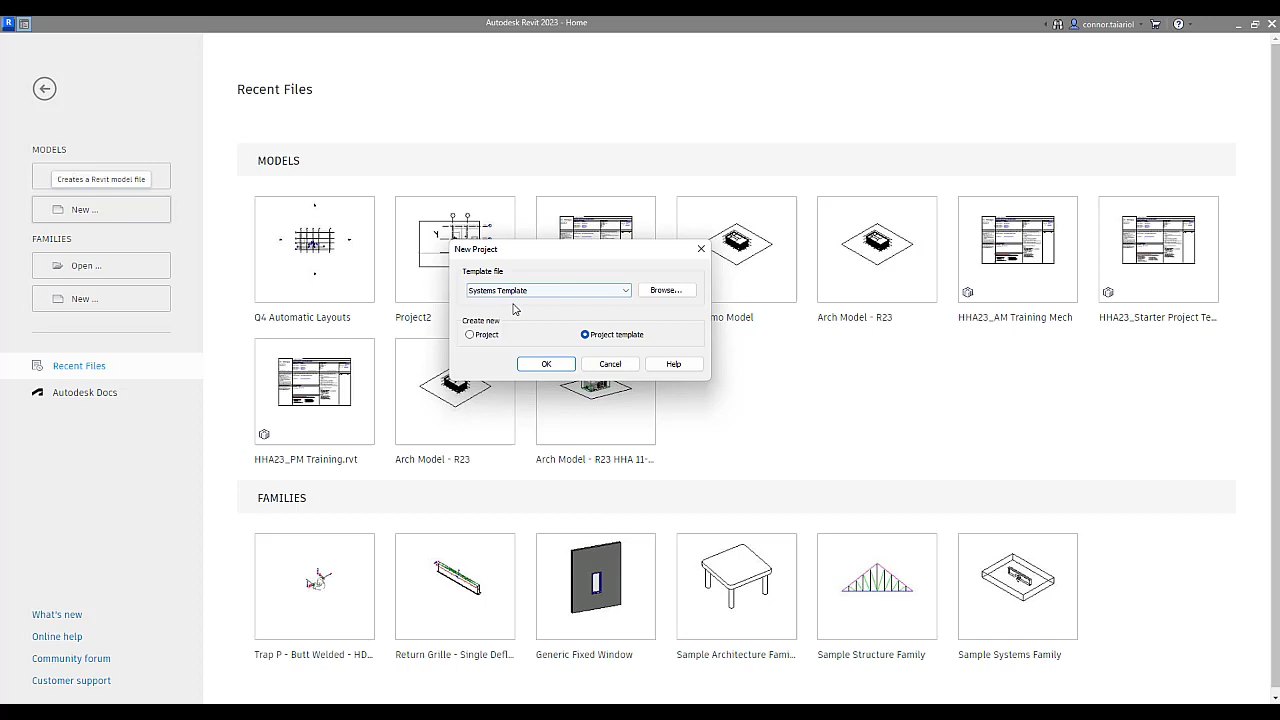 R
Autodesk Revit 2023 - Home
connor.taiariol
Recent Files
MODELS
Creates a Revit model file
New ...
FAMILIES
Open ...
New ...
Recent Files
Autodesk Docs
What's new
Online help
Community forum
Customer support
MODELS
Q4 Automatic Layouts
Project2
mo Model
Arch Model - R23
HHA23_AM Training Mech
HHA23_Starter Project Te...
New Project
Template file
Systems Template
Browse...
Create new
Project
Project template
OK
Cancel
Help
HHA23_PM Training.rvt
Arch Model - R23
Arch Model - R23 HHA 11-...
FAMILIES
Trap P - Butt Welded - HD...
Return Grille - Single Defl...
Generic Fixed Window
Sample Architecture Fami...
Sample Structure Family
Sample Systems Family